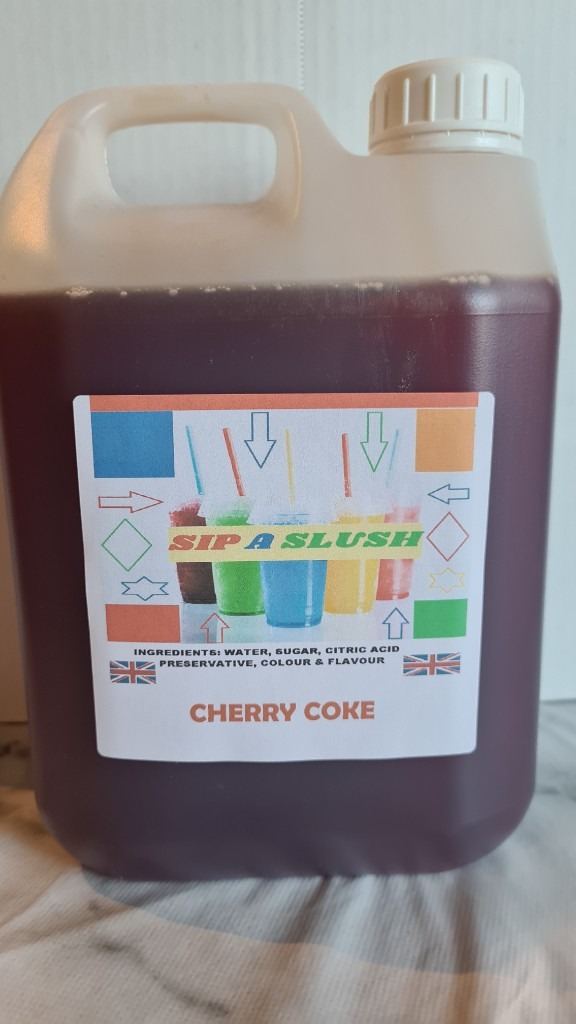 SIP A SLUSH
INGREDIENTS: WATER, SUGAR, CITRIC ACID
PRESERVATIVE, COLOUR & FLAVOUR
CHERRY COKE